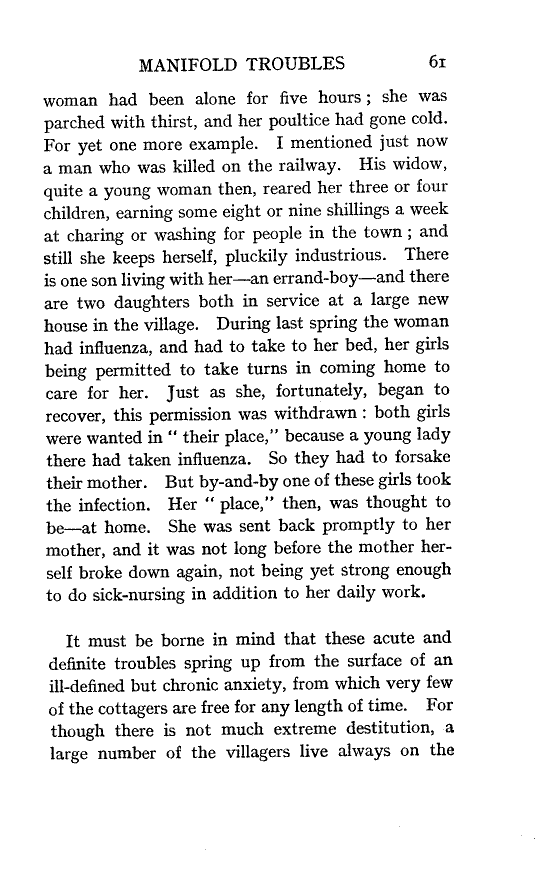 MANIFOLD TROUBLES 61
woman had been alone for five hours ; she was
parched with thirst, and her poultice had gone cold.
For yet one more example. I mentioned just now
a man who was killed on the railway. His widow,
quite a young woman then, reared her three or four
children, earning some eight or nine shillings a week
at charing or washing for people in the town ; and
still she keeps herself, pluckily industrious. There
is one son living with her—an errand-boy—and there
are two daughters both in service at a large new
house in the village. During last spring the woman
had influenza, and had to take to her bed, her girls
being permitted to take turns in coming home to
care for her. Just as she, fortunately, began to
recover, this permission was withdrawn : both girls
were wanted in “ their place,” because a young lady
there had taken influenza. So they had to forsake
their mother. But by-and-by one of these girls took
the infection. Her “ place,” then, was thought to
be—at home. She was sent back promptly to her
mother, and it was not long before the mother her-
self broke down again, not being yet strong enough
to do sick-nursing in addition to her daily work.
It must be borne in mind that these acute and
definite troubles spring up from the surface of an
ill-defined but chronic anxiety, from which very few
of the cottagers are free for any length of time. For
though there is not much extreme destitution, a
large number of the villagers live always on the